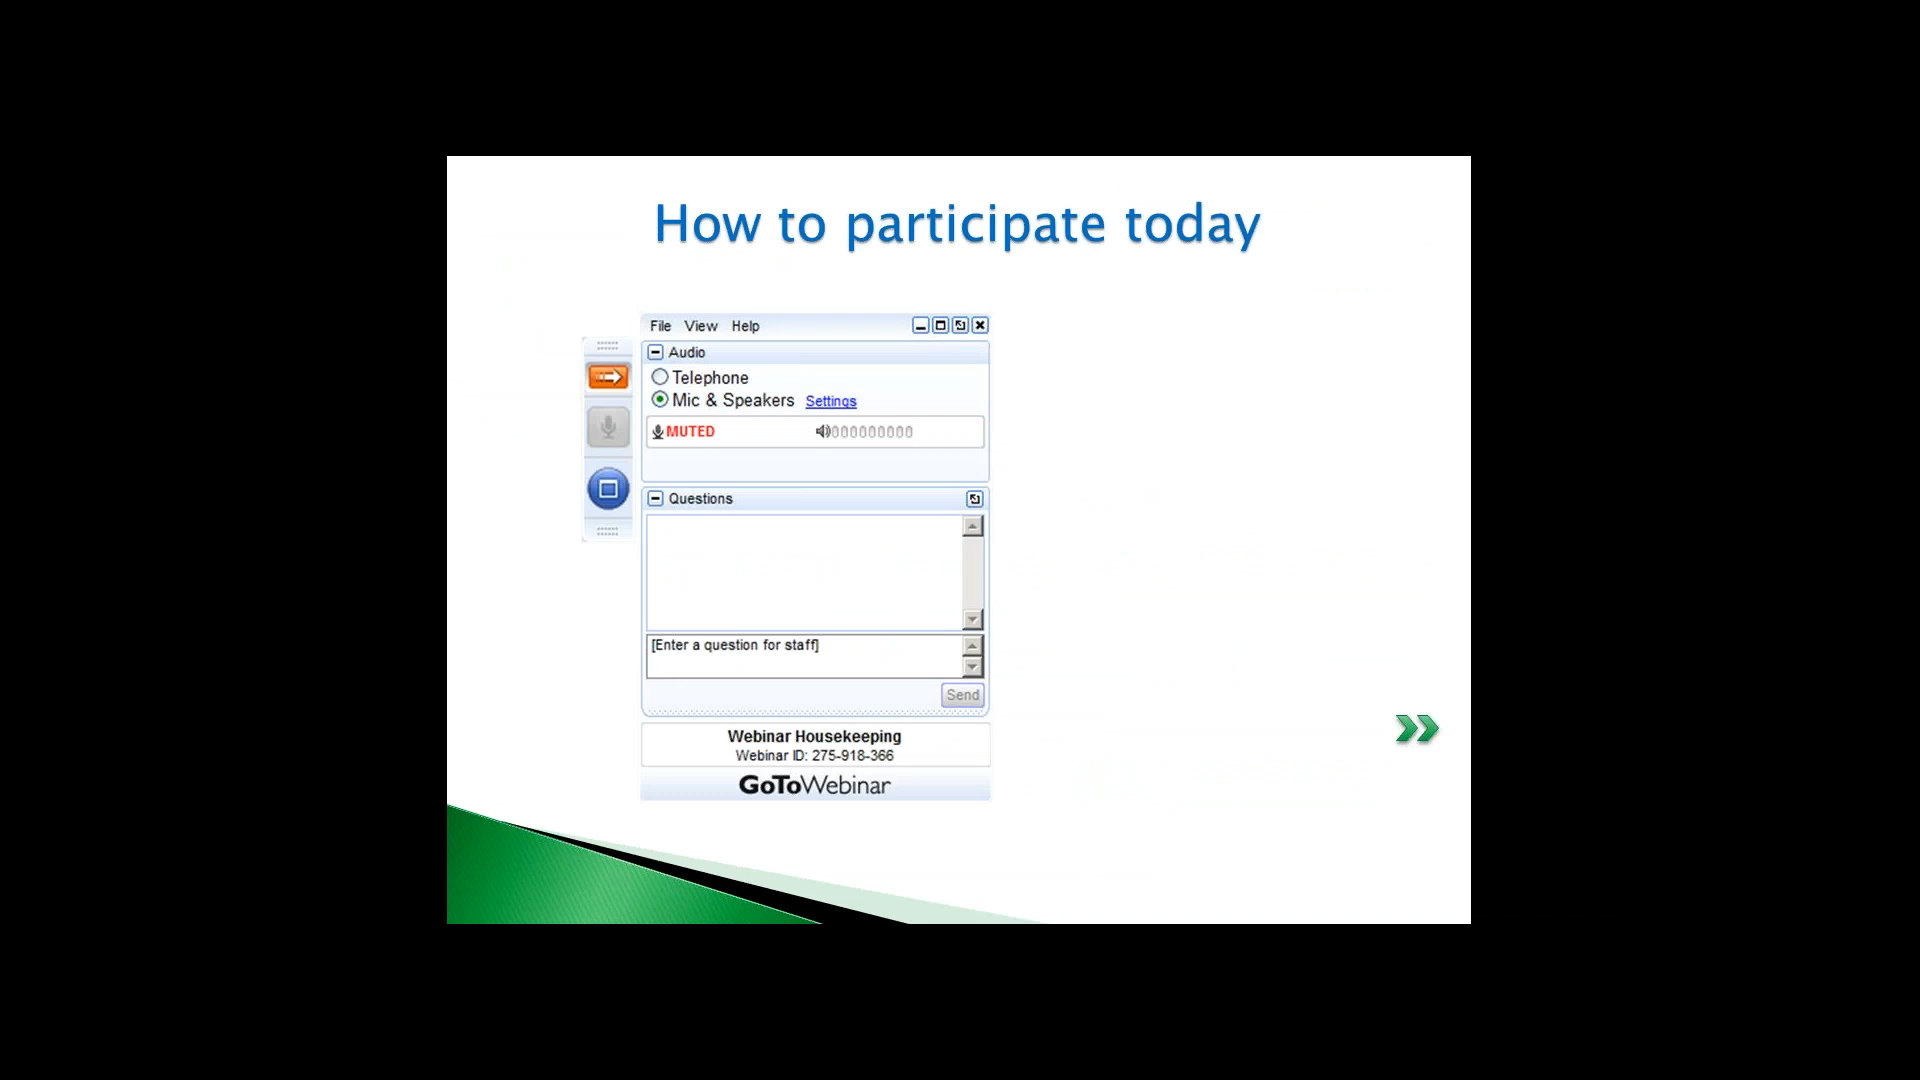 How to participate today
File View Help
Audio
Telephone
Mic & Speakers Settings
MUTED
Questions
[Enter a question for staff]
Send
Webinar Housekeeping
Webinar ID: 275-918-366
GoToWebinar